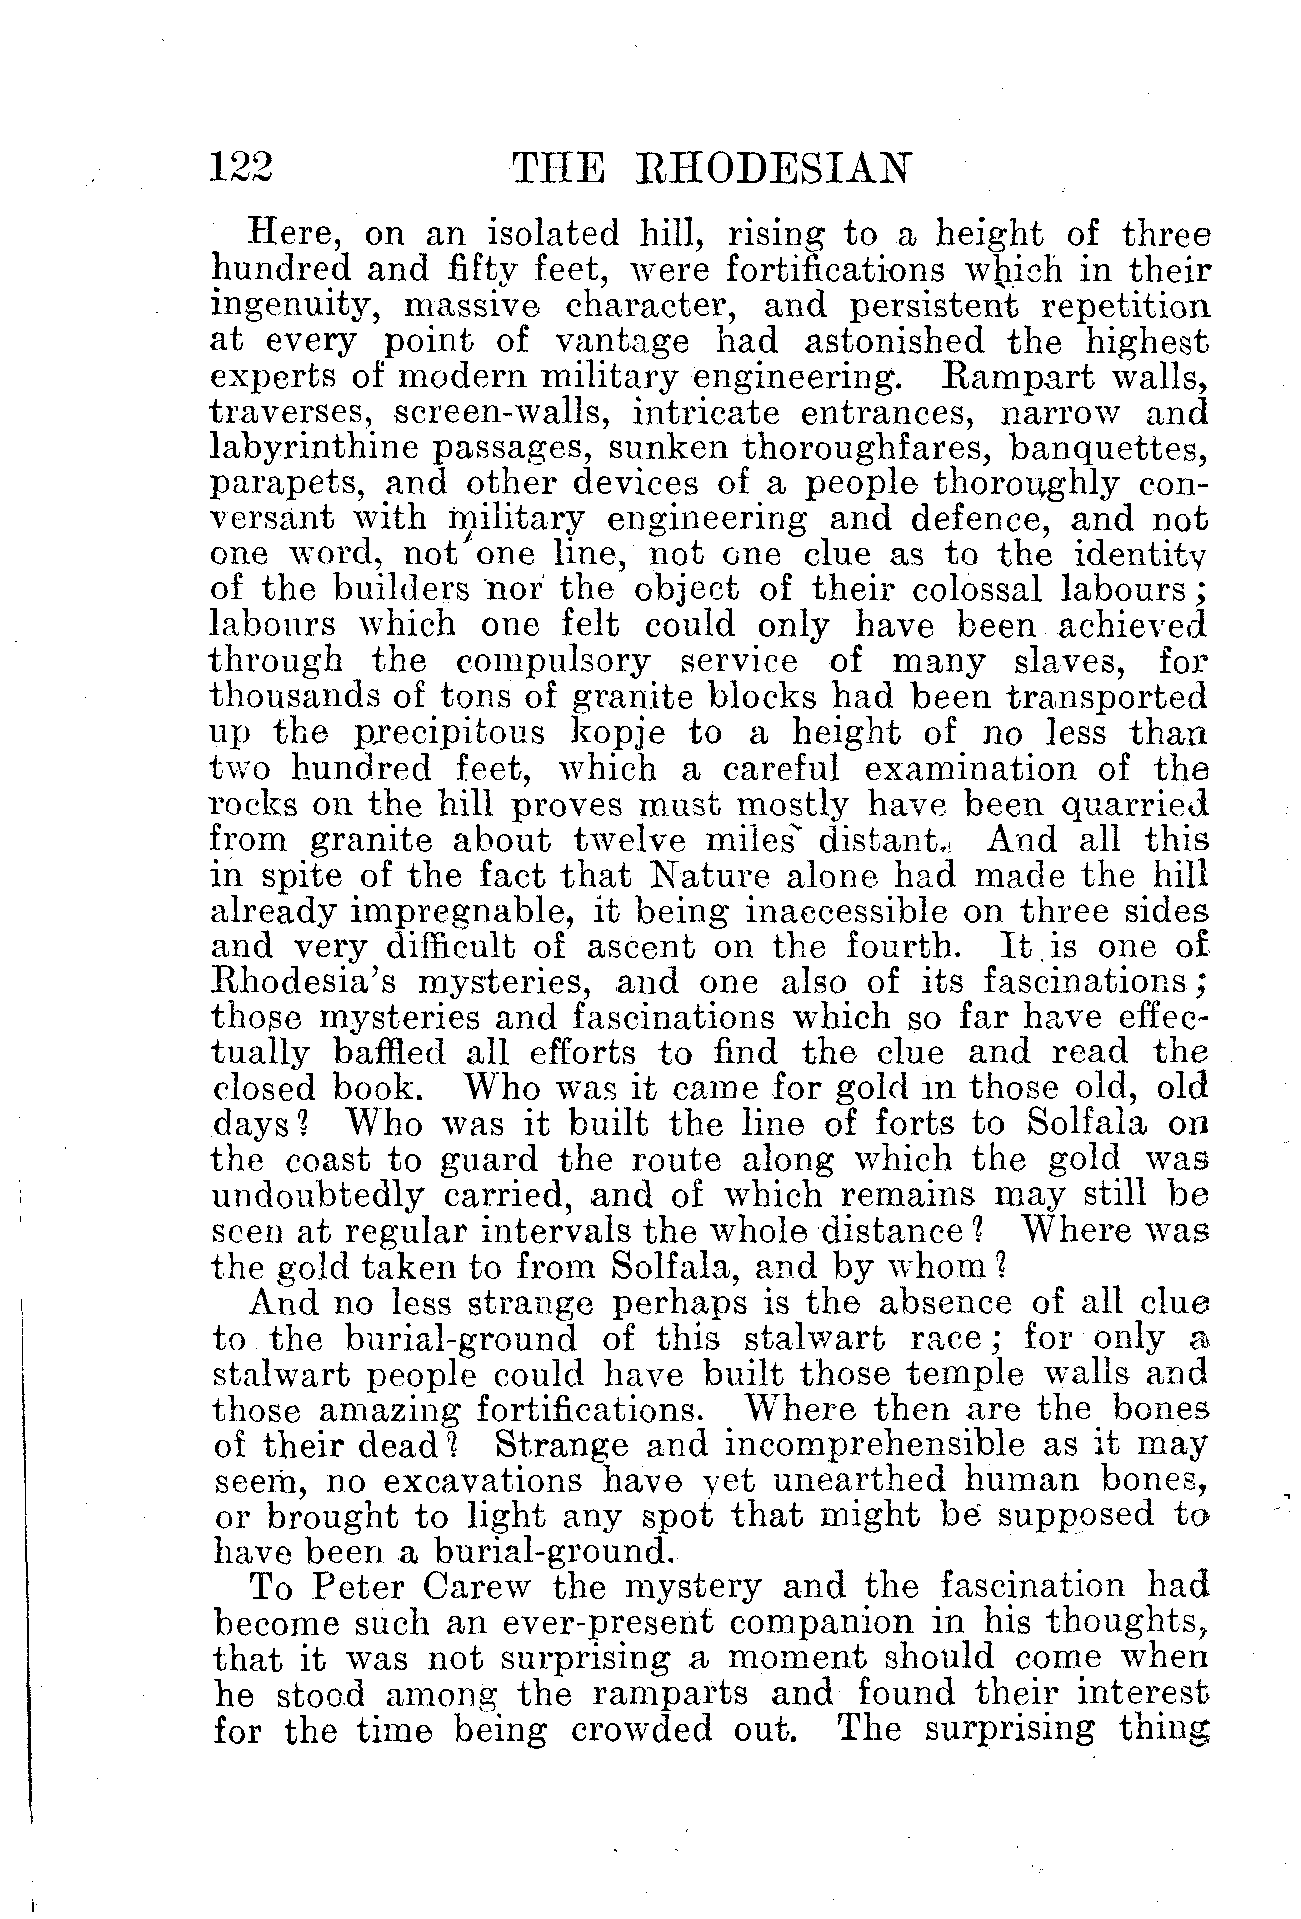 122 THE RHODESIAN
Here, on an isolated hill, rising to a height of three
hundred and fifty feet, were fortifications which in their
ingenuity, massive character, and persistent repetition
at every point of vantage had astonished the highest
experts of modern military engineering. Rampart walls,
traverses, screen-walls, intricate entrances, narrow and
labyrinthine passages, sunken thoroughfares, banquettes,
parapets, and other devices of a people thoroughly con-
versant with military engineering and defence, and not
one word, not one line, not one clue as to the identity
of the builders nor the object of their colossal labours;
labours which one felt could only have been achieved
through the compulsory service of many slaves, for
thousands of tons of granite blocks had been transported
up the precipitous kopje to a height of no less than
two hundred feet, which a careful examination of the
rocks on the hill proves must mostly have been quarried
from granite about twelve miles distant. And all this
in spite of the fact that Nature alone had made the hill
already impregnable, it being inaccessible on three sides
and very difficult of ascent on the fourth. It is one of
Rhodesia's mysteries, and one also of its fascinations;
those mysteries and fascinations which so far have effec-
tually baffled all efforts to find the clue and read the
closed book. Who was it came for gold in those old, old
days? Who was it built the line of forts to Solfala on
the coast to guard the route along which the gold was
undoubtedly carried, and of which remains may still be
seen at regular intervals the whole distance? Where was
the gold taken to from Solfala, and by whom?
And no less strange perhaps is the absence of all clue
to the burial-ground of this stalwart race; for only a
stalwart people could have built those temple walls and
those amazing fortifications. Where then are the bones
of their dead? Strange and incomprehensible as it may
seem, no excavations have yet unearthed human bones,
or brought to light any spot that might be supposed to
have been a burial-ground.
To Peter Carew the mystery and the fascination had
become such an ever-present companion in his thoughts,
that it was not surprising a moment should come when
he stood among the ramparts and found their interest
for the time being crowded out. The surprising thing